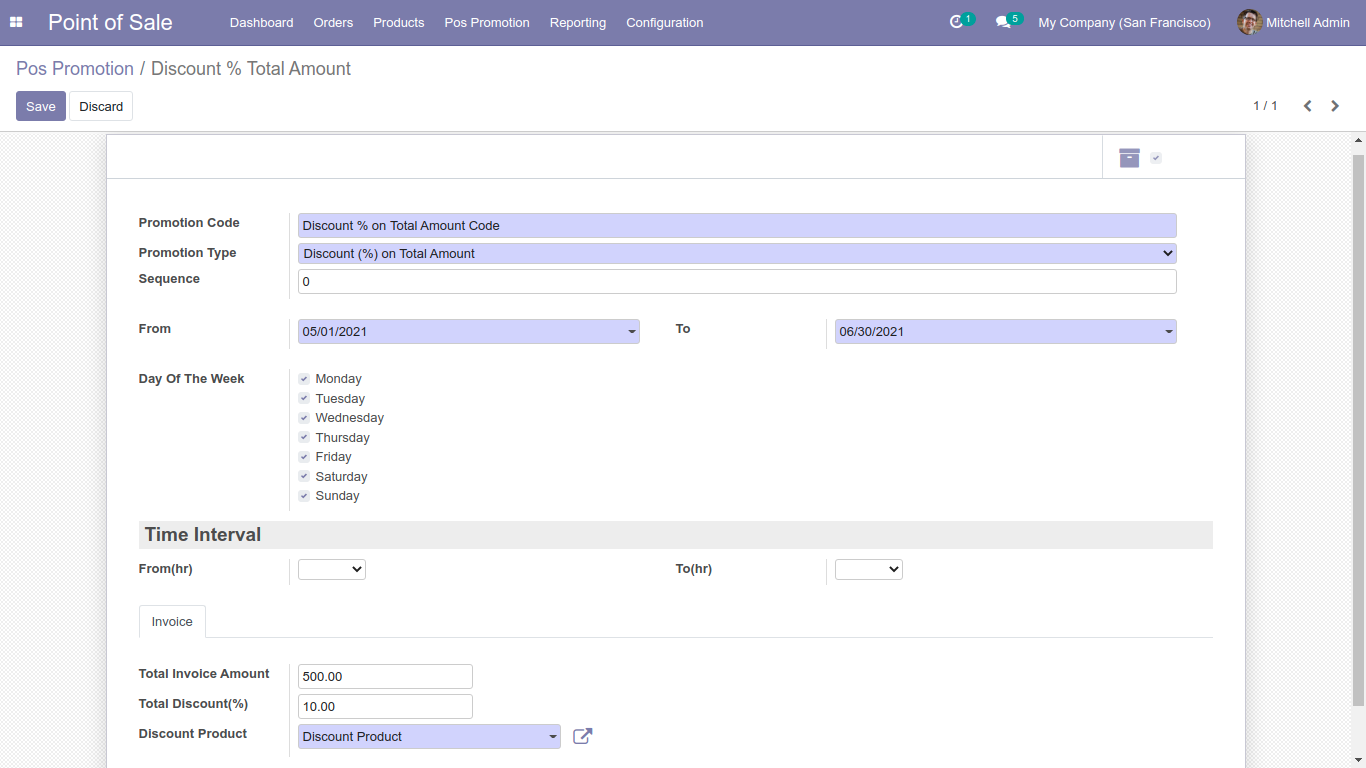 Point of Sale Dashboard Orders Products Pos Promotion Reporting Configuration 1 5 My Company (San Francisco) Mitchell Admin
Pos Promotion / Discount % Total Amount
Save Discard 1 / 1
Promotion Code Discount % on Total Amount Code
Promotion Type Discount (%) on Total Amount
Sequence 0
From 05/01/2021 To 06/30/2021
Day Of The Week Monday
Tuesday
Wednesday
Thursday
Friday
Saturday
Sunday
Time Interval
From(hr) To(hr)
Invoice
Total Invoice Amount 500.00
Total Discount(%) 10.00
Discount Product Discount Product